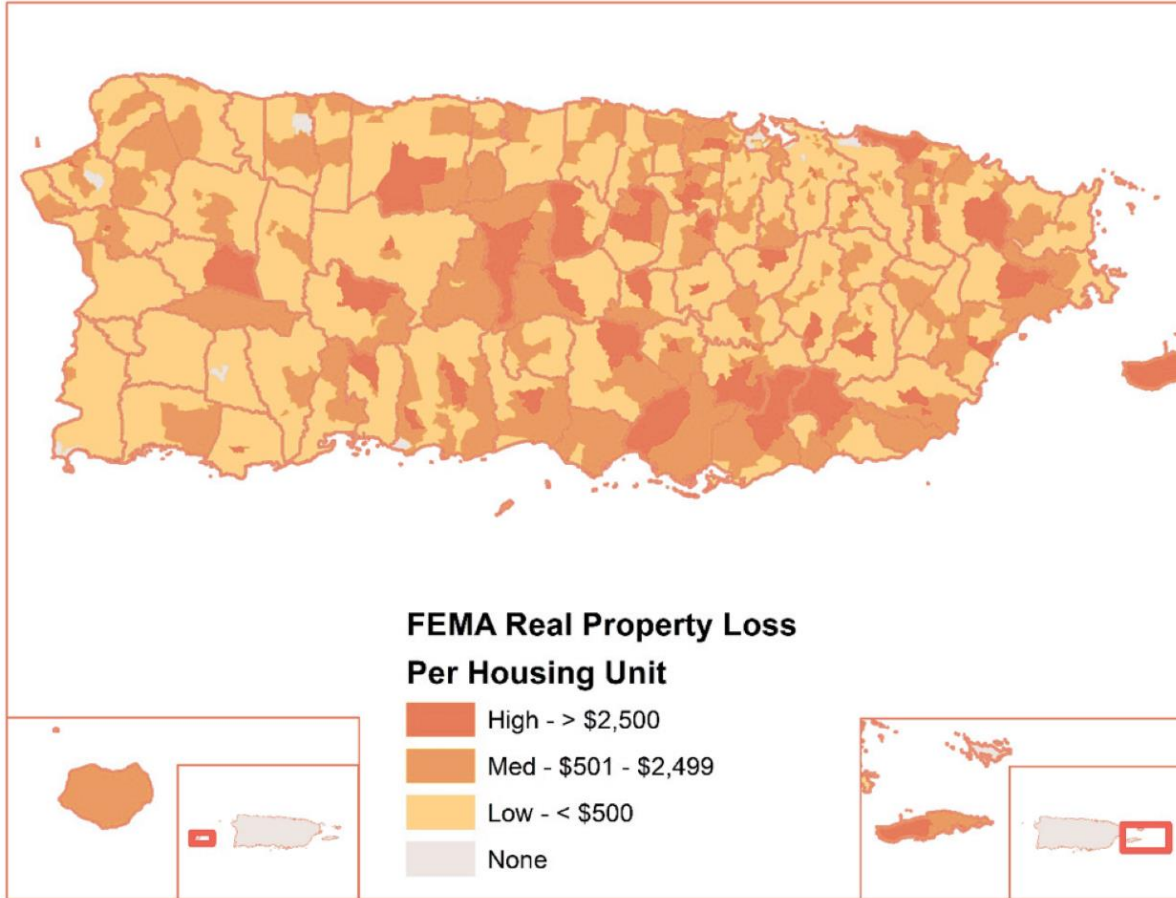 FEMA Real Property Loss
Per Housing Unit
High - > $2,500
Med - $501 - $2,499
Low - < $500
None